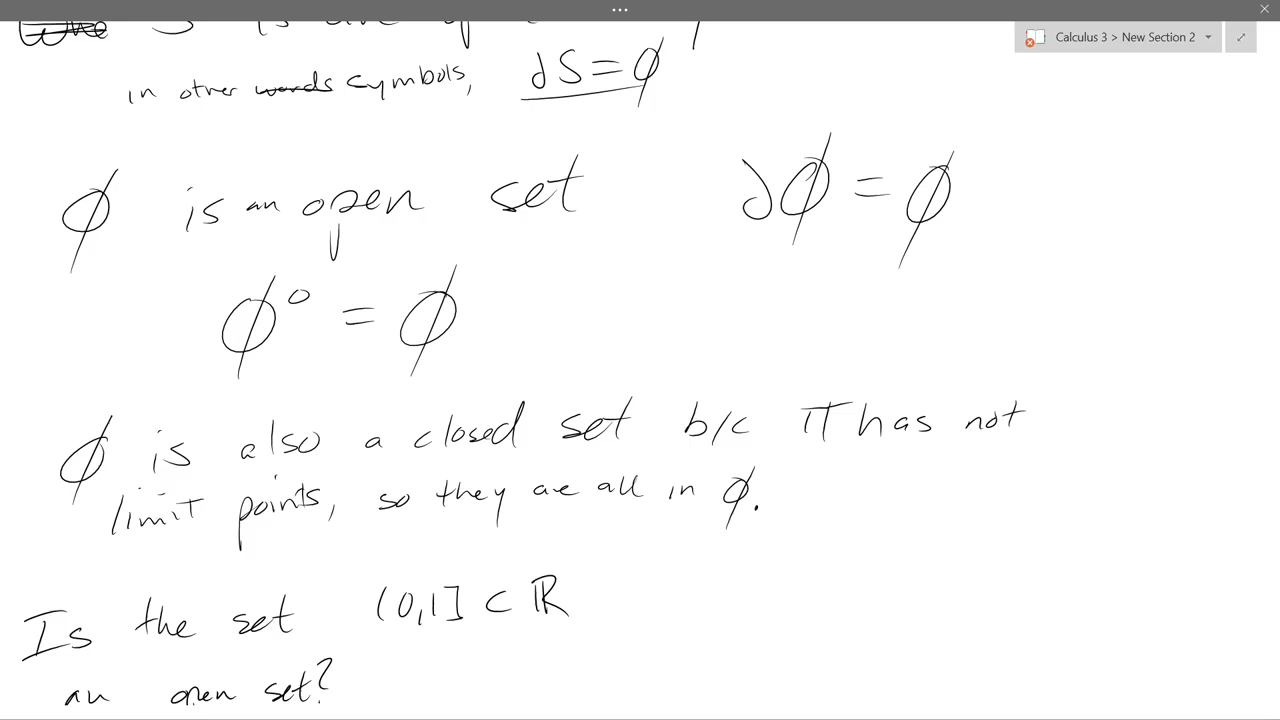 Calculus 3 > New Section 2
in other words cymbols, ∂S = ϕ
ϕ is an open set ∂ϕ = ϕ
ϕ° = ϕ
ϕ is also a closed set b/c it has not
limit points, so they are all in ϕ.
Is the set (0,1] ⊂ ℝ
an open set?